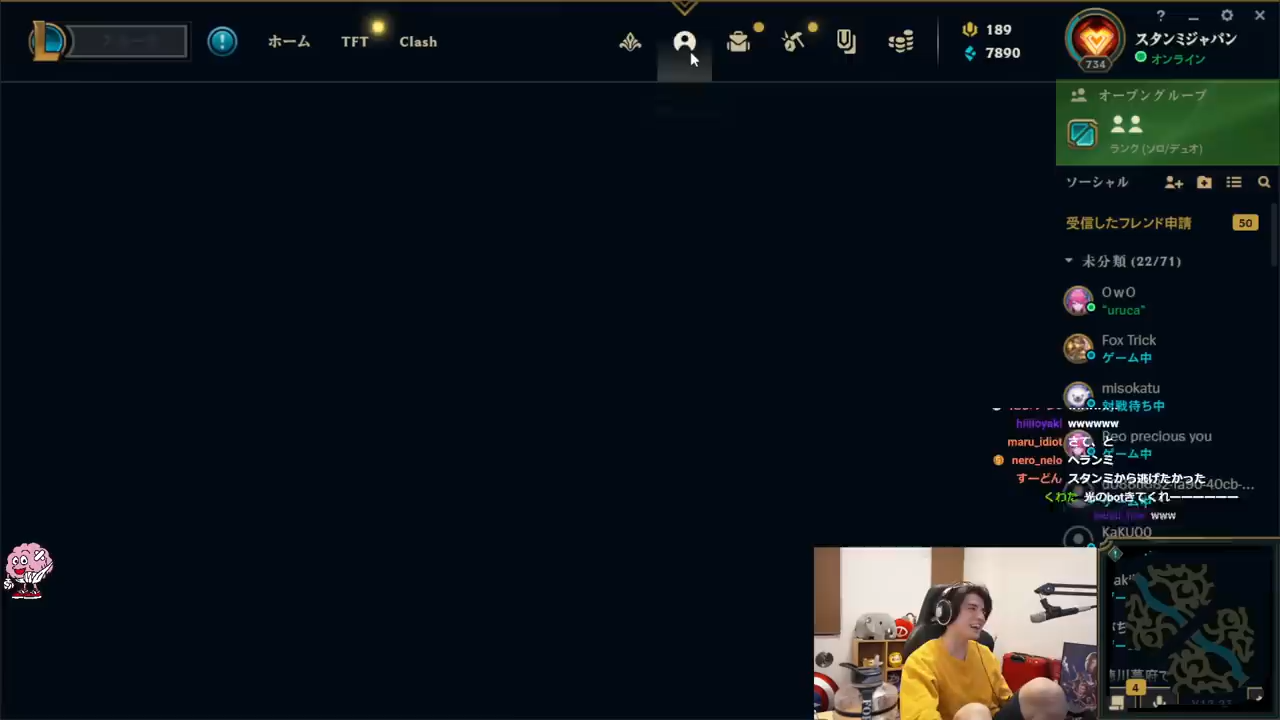 ホーム
TFT
Clash
189
7890
?
734
スタンミジャパン
オンライン
オープングループ
ランク (ソロ/デュオ)
ソーシャル
受信したフレンド申請
50
未分類 (22/71)
OwO
"uruca"
Fox Trick
ゲーム中
misokatu
対戦待ち中
wwwwww
maru_idiot さて、と
eo precious you
ゲーム中
nero_nelo ヘランミ
すーどん スタンミから逃げたかった
くわた 光のbotきてくれーーーーーー
www
KaKU00
4